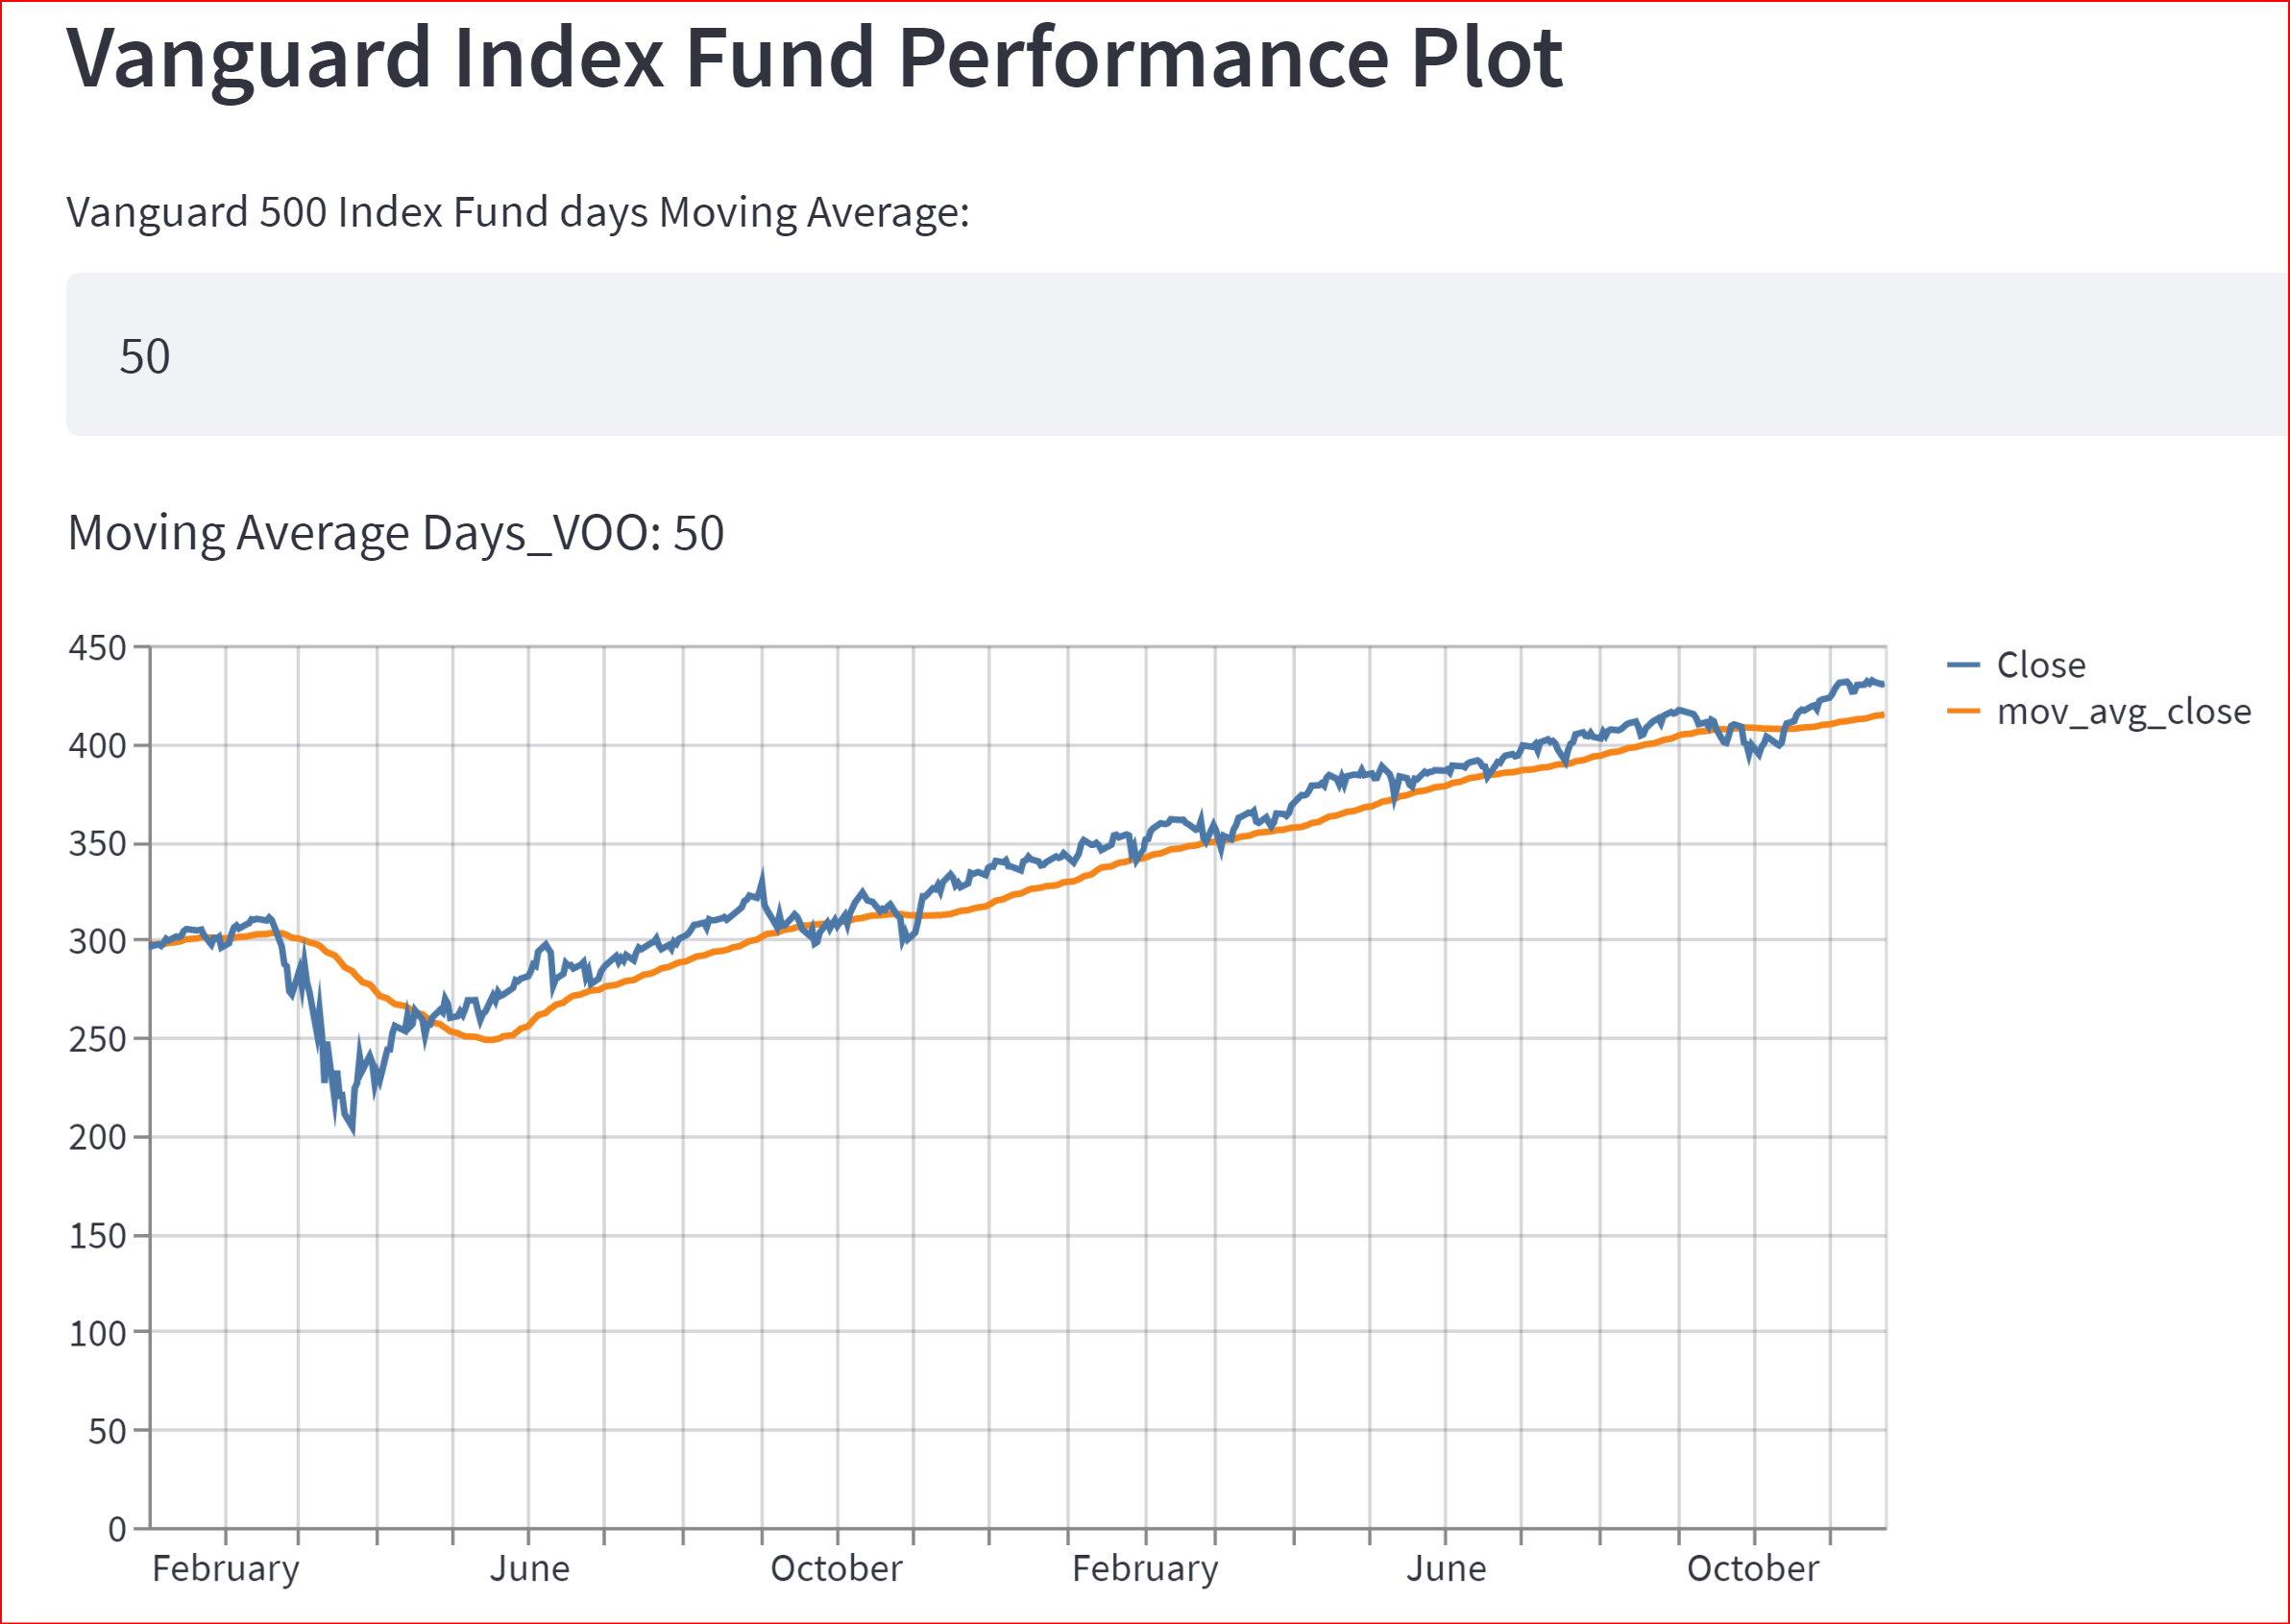 Vanguard Index Fund Performance Plot
Vanguard 500 Index Fund days Moving Average:
50
Moving Average Days_VOO: 50
450
400
350
300
250
200
150
100
50
0
February June October February June October
Close
mov_avg_close